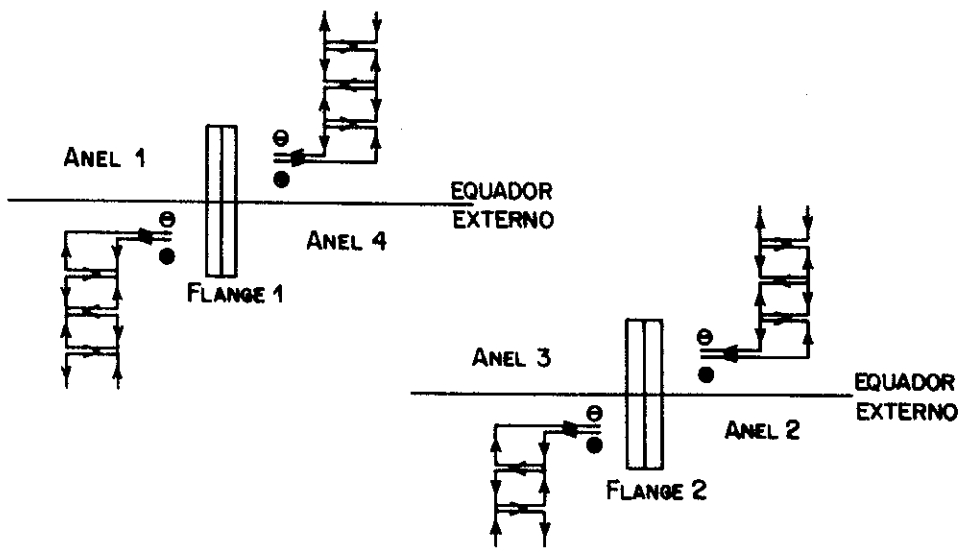 ANEL 1
EQUADOR
EXTERNO
ANEL 4
FLANGE 1
ANEL 3
EQUADOR
EXTERNO
ANEL 2
FLANGE 2